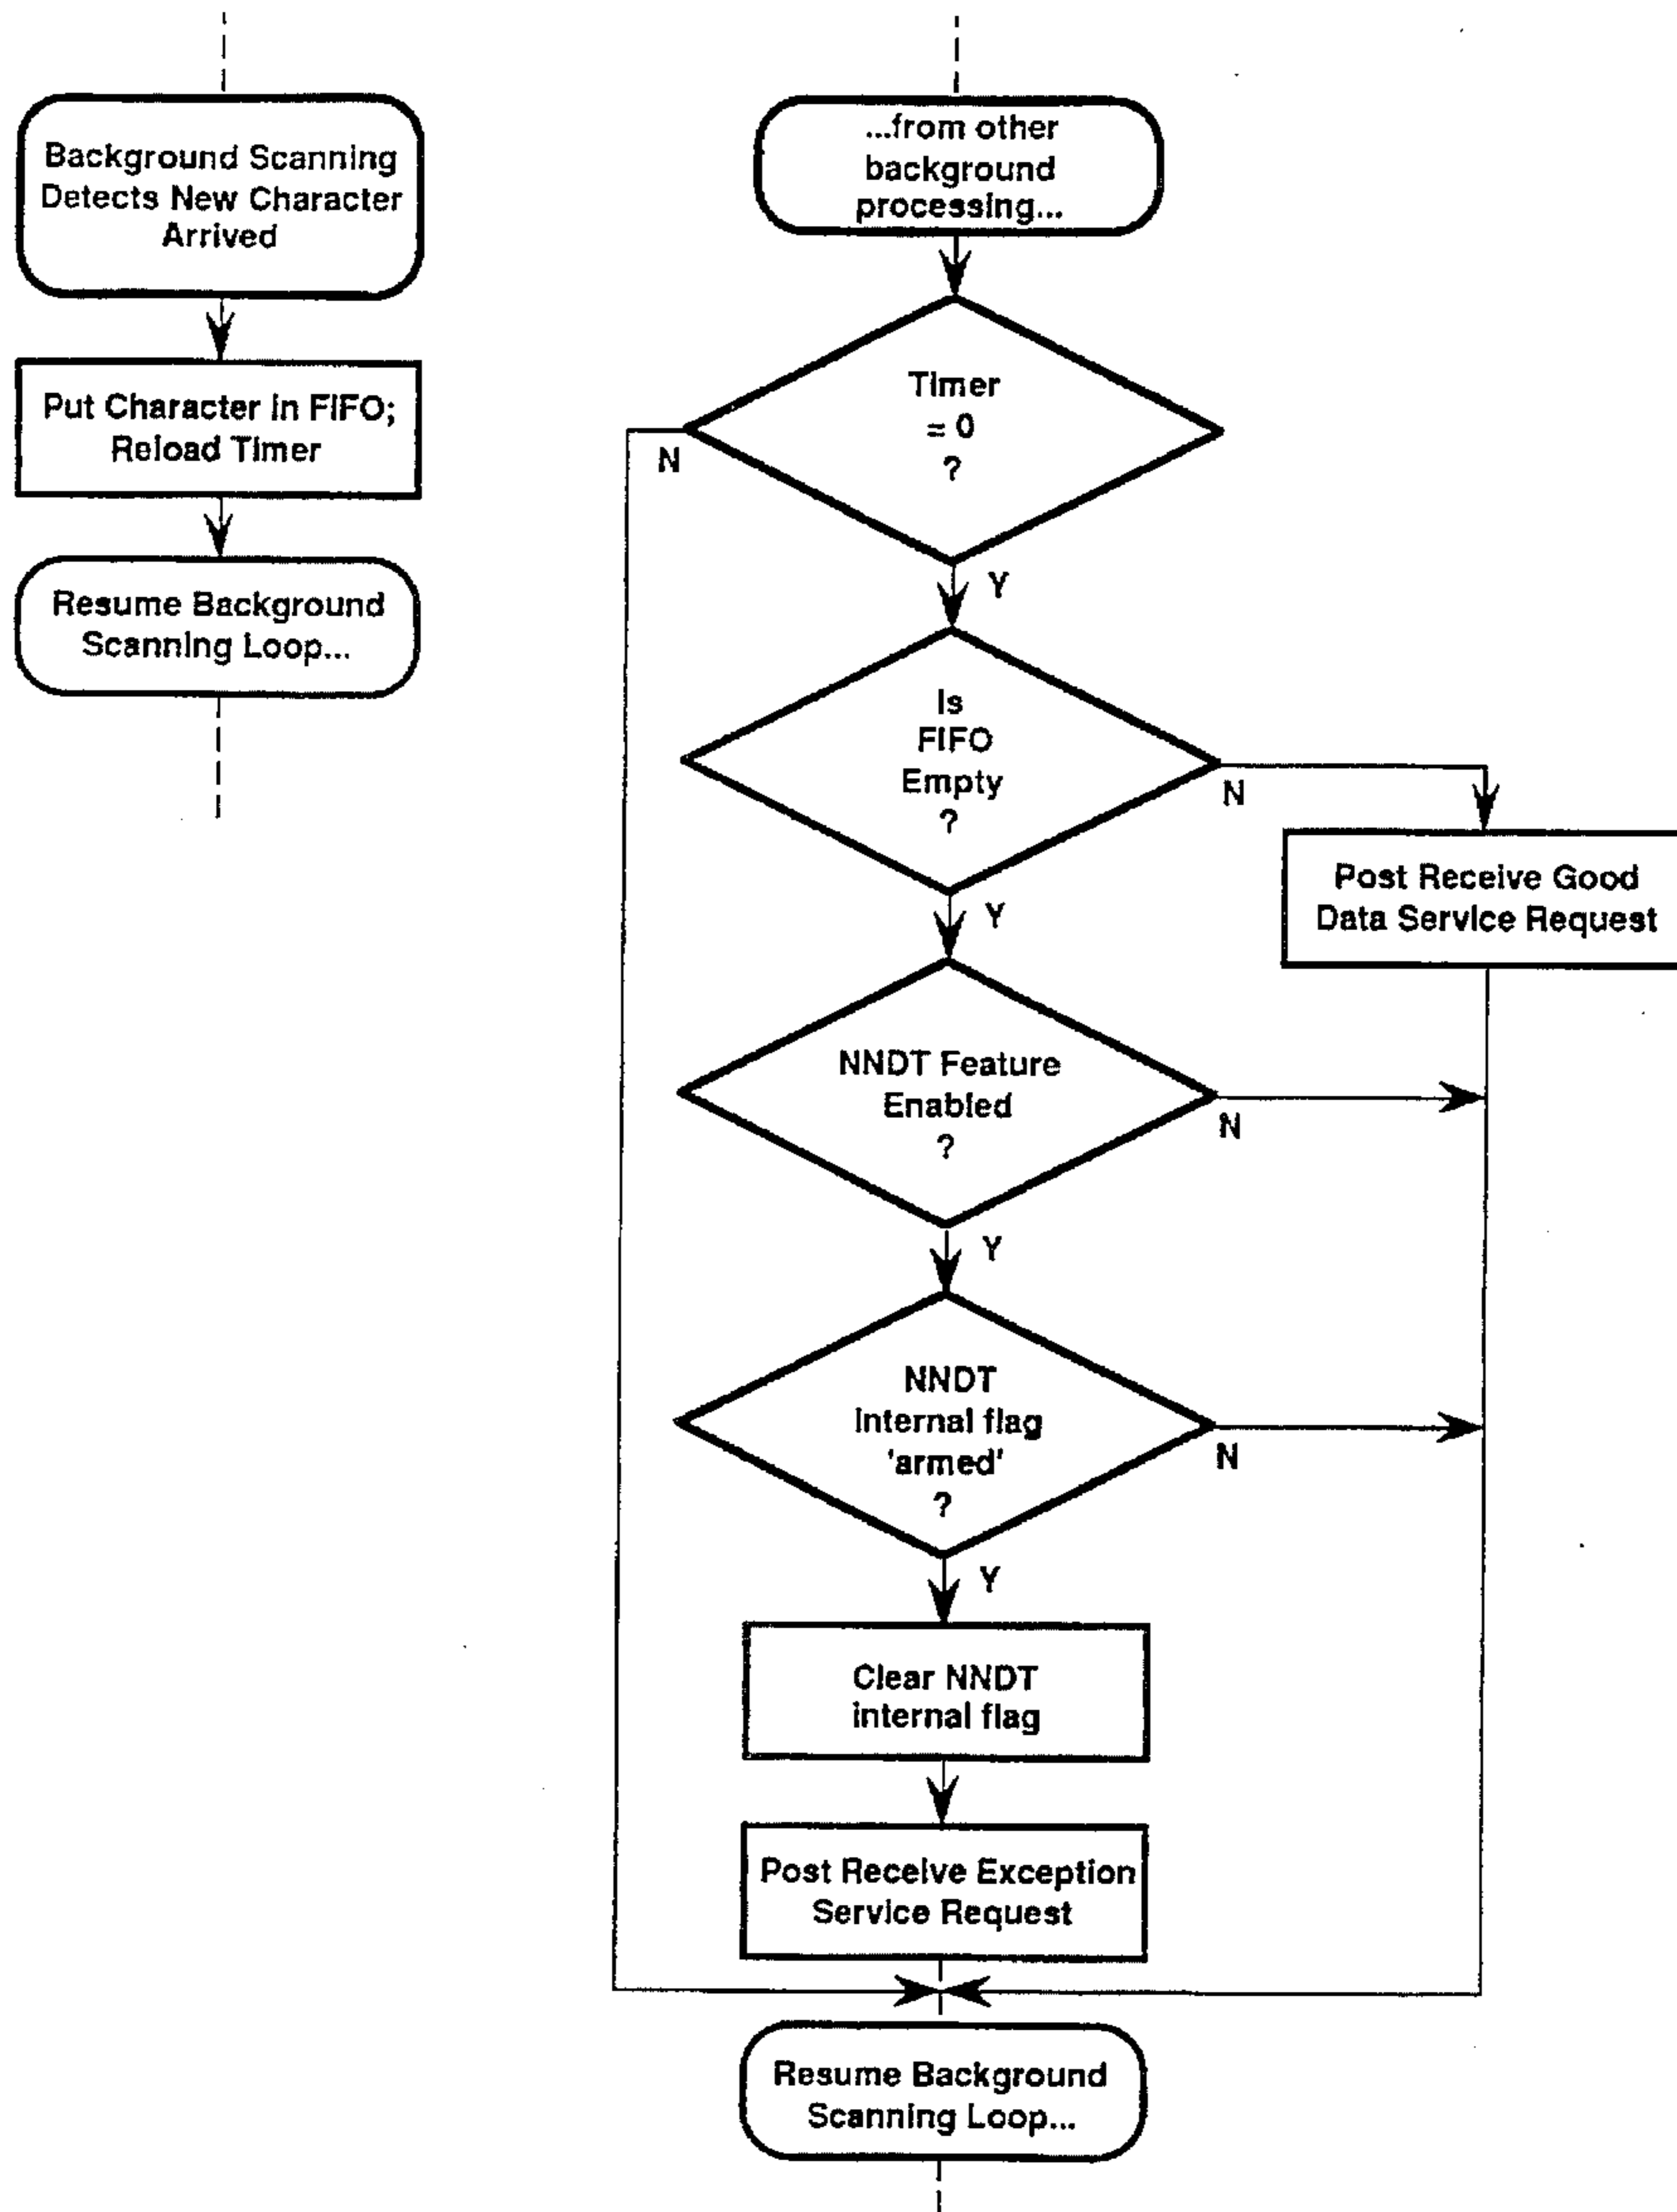 Background Scanning
Detects New Character
Arrived
Put Character in FIFO;
Reload Timer
Resume Background
Scanning Loop...
...from other
background
processing...
Timer
= 0
?
N
Y
Is
FIFO
Empty
?
N
Y
Post Receive Good
Data Service Request
NNDT Feature
Enabled
?
N
Y
NNDT
internal flag
'armed'
?
N
Y
Clear NNDT
internal flag
Post Receive Exception
Service Request
Resume Background
Scanning Loop...